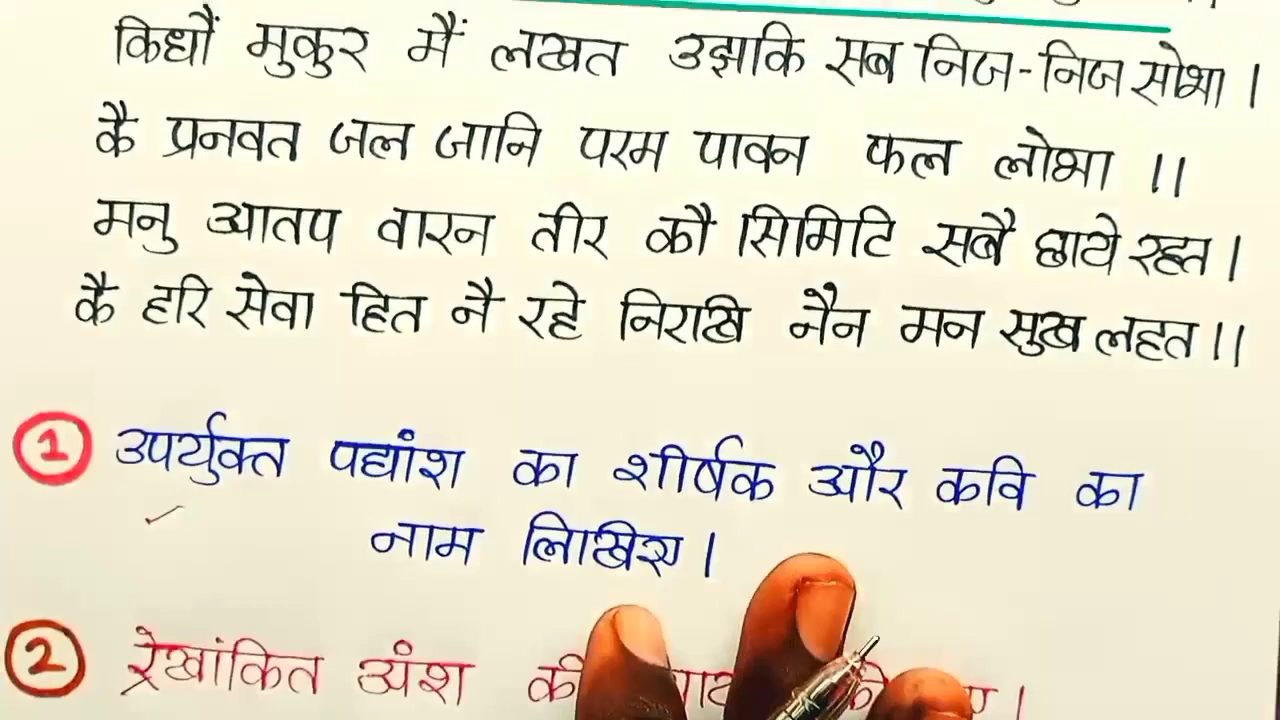 किधौं मुकुर मैं लखत उझकि सब निज-निज सोभा ।
कै प्रनवत जल जानि परम पावन फल लोभा ।।
मनु आतप वारन तीर कौ सिमिटि सबै छाये रहत ।
कै हरि सेवा हित नै रहे निरखि नैन मन सुख लहत ।।
1 उपर्युक्त पद्यांश का शीर्षक और कवि का
नाम लिखिए ।
2 रेखांकित अंश की